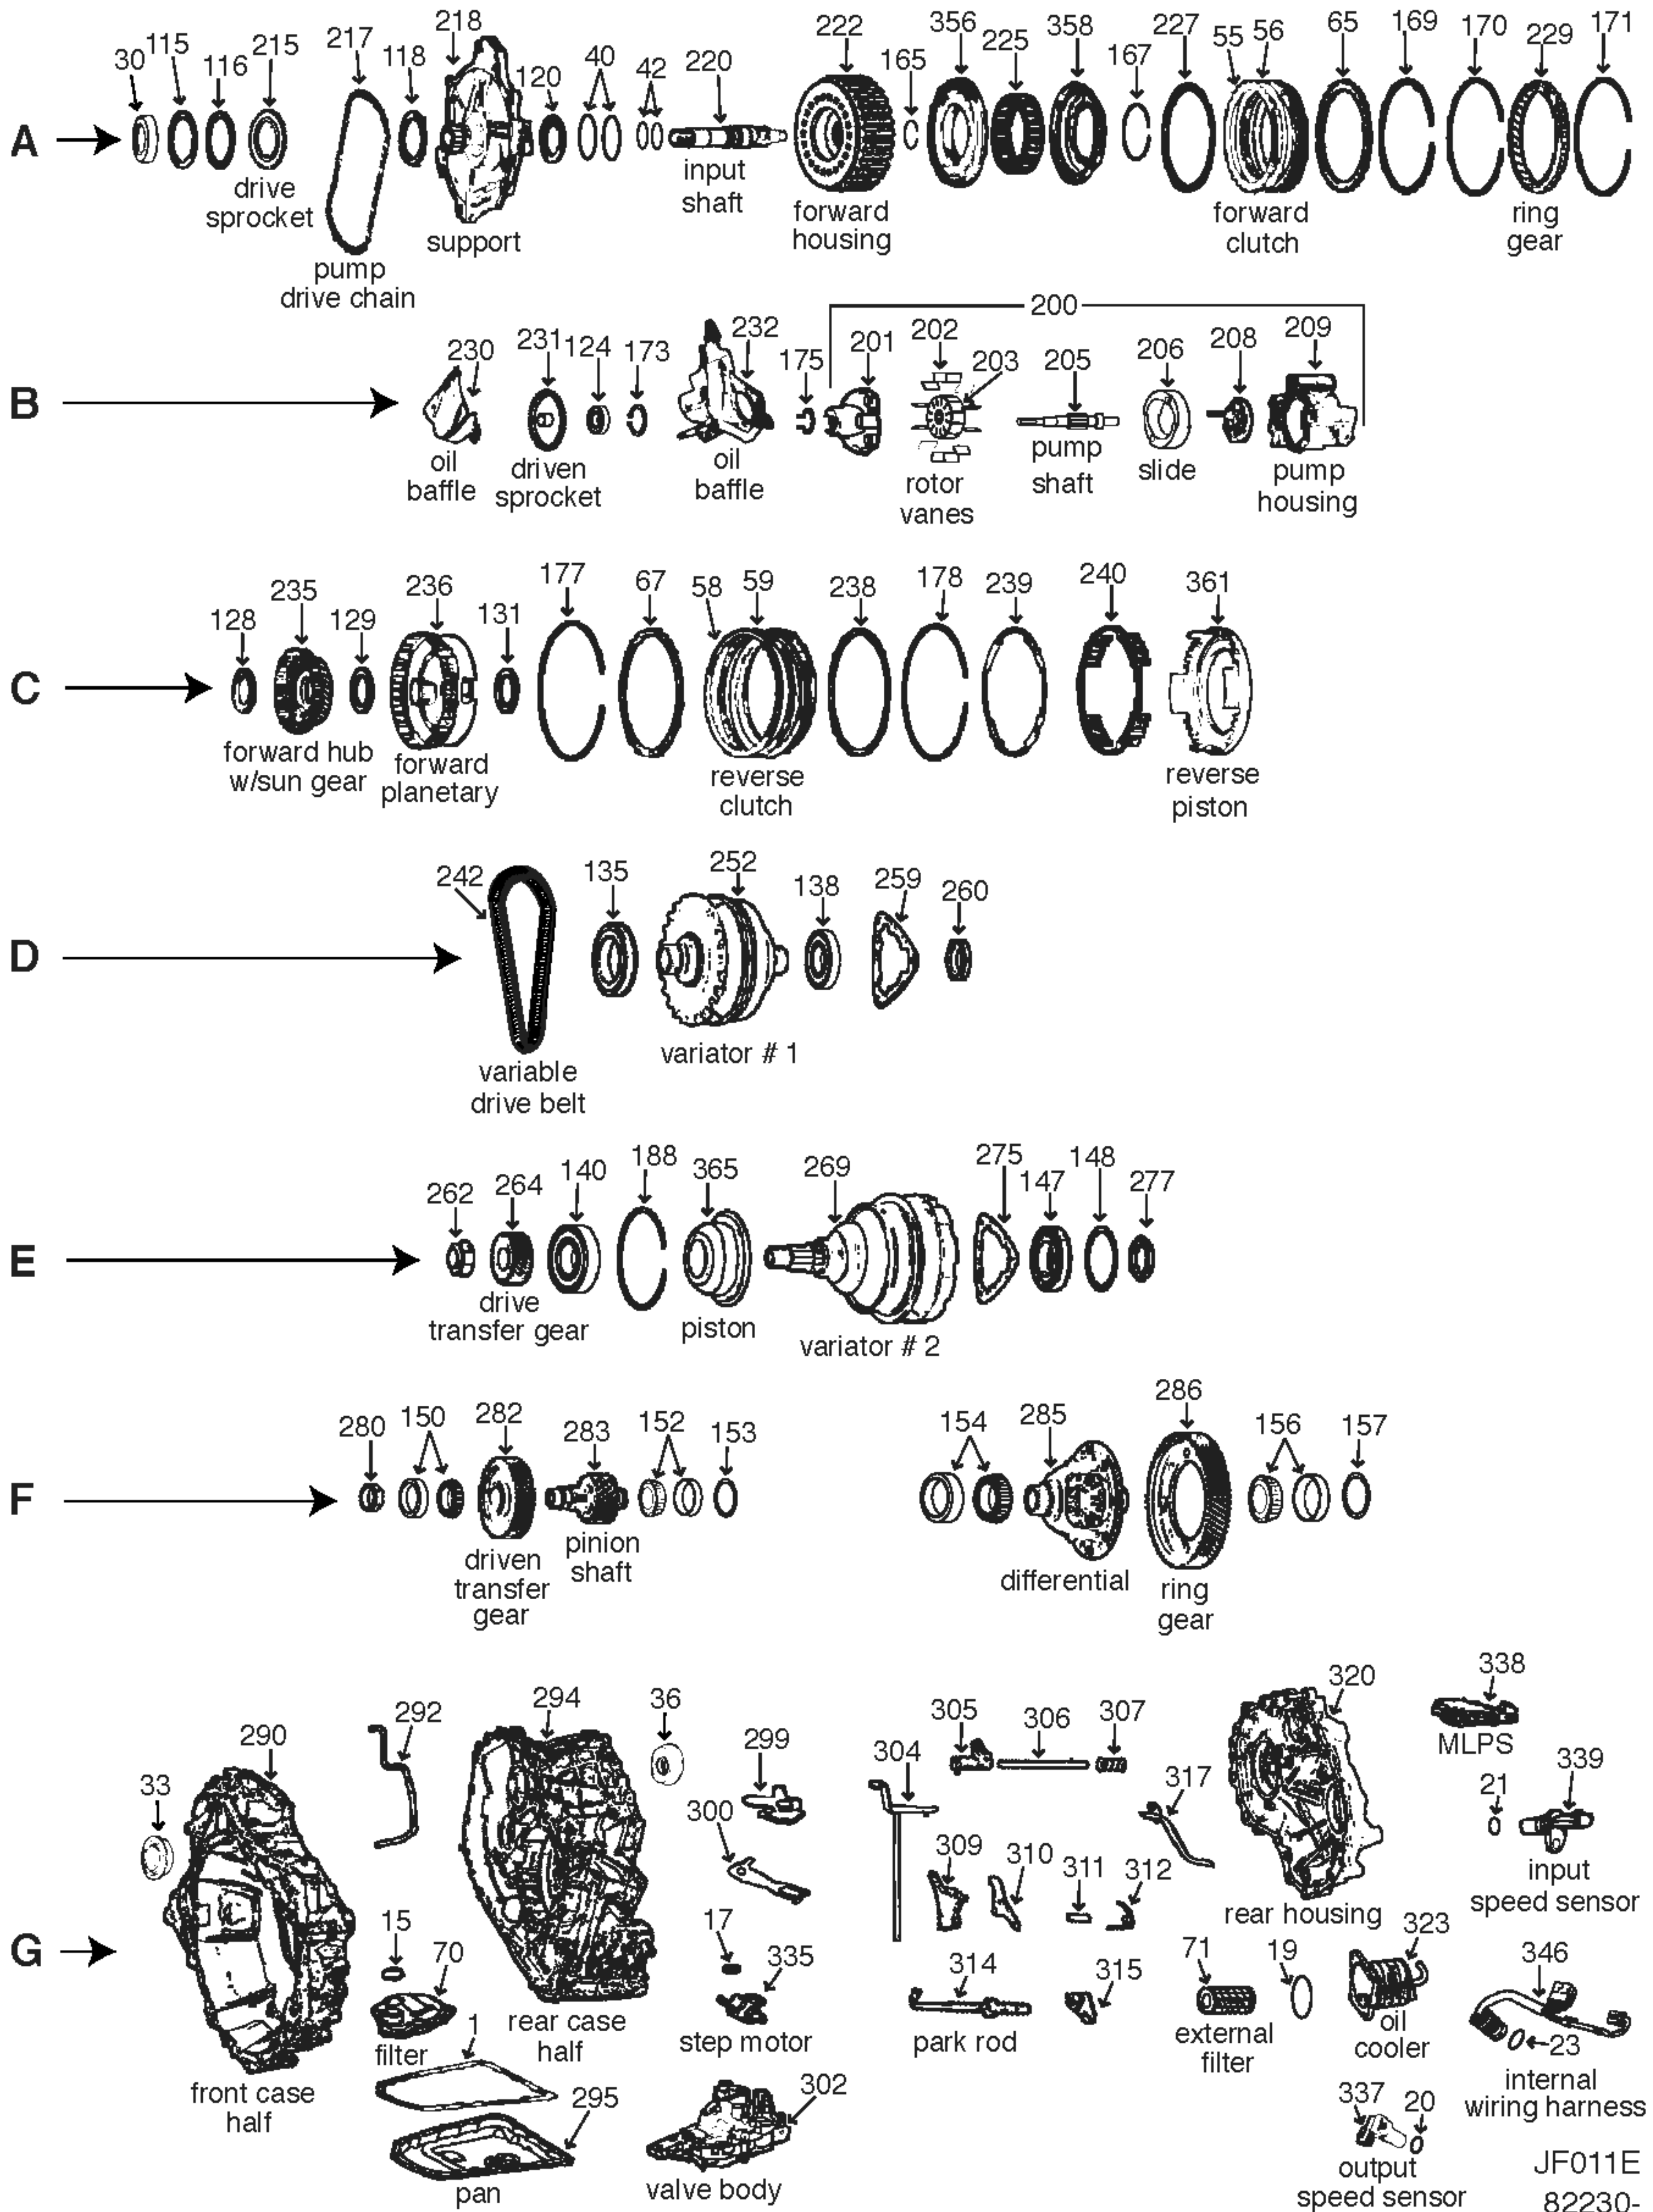 30 115 116 215 217 118 218 120 40 42 220 222 165 356 225 358 167 227 55 56 65 169 170 229 171
A
drive
sprocket
pump
drive chain
support
input
shaft
forward
housing
forward
clutch
ring
gear
200
230 231 124 173 232 175 201 202 203 205 206 208 209
B
oil
baffle
driven
sprocket
oil
baffle
rotor
vanes
pump
shaft
slide
pump
housing
128 235 129 236 131 177 67 58 59 238 178 239 240 361
C
forward hub
w/sun gear
forward
planetary
reverse
clutch
reverse
piston
242 135 252 138 259 260
D
variable
drive belt
variator # 1
262 264 140 188 365 269 275 147 148 277
E
drive
transfer gear
piston
variator # 2
280 150 282 283 152 153 154 285 286 156 157
F
driven
transfer
gear
pinion
shaft
differential
ring
gear
33 290 292 294 36 299 300 304 305 306 307 317 320 338
MLPS
21 339
input
speed sensor
309 310 311 312
rear housing
G
15 70 1 17 335 314 315 71 19 323 346
front case
half
filter
rear case
half
step motor
park rod
external
filter
oil
cooler
23
internal
wiring harness
295
pan
302
valve body
337 20
output
speed sensor
JF011E
82230-